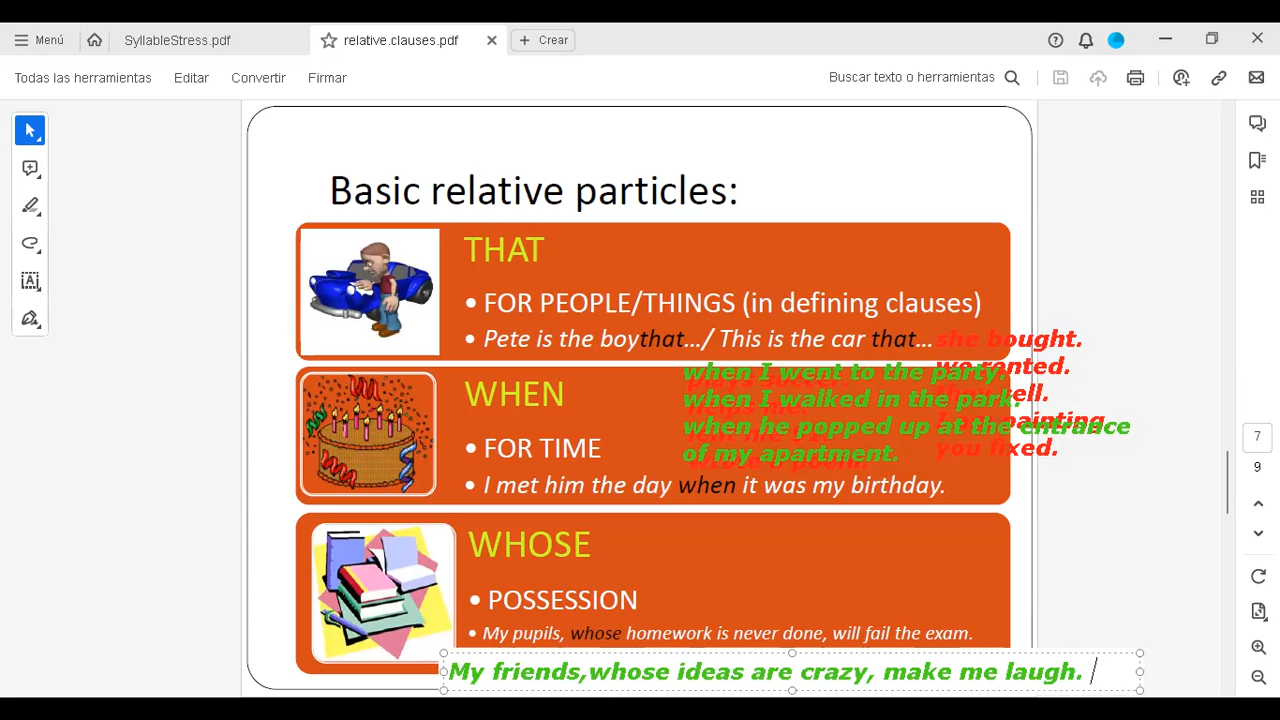 Menú
SyllableStress.pdf
relative.clauses.pdf
Crear
Todas las herramientas
Editar
Convertir
Firmar
Buscar texto o herramientas
Basic relative particles:
THAT
• FOR PEOPLE/THINGS (in defining clauses)
• Pete is the boythat…/ This is the car that… she bought.
when I went to the party.
when I walked in the park.
when he popped up at the entrance
of my apartment.
you fixed.
WHEN
• FOR TIME
• I met him the day when it was my birthday.
WHOSE
• POSSESSION
• My pupils, whose homework is never done, will fail the exam.
My friends,whose ideas are crazy, make me laugh.
7
9